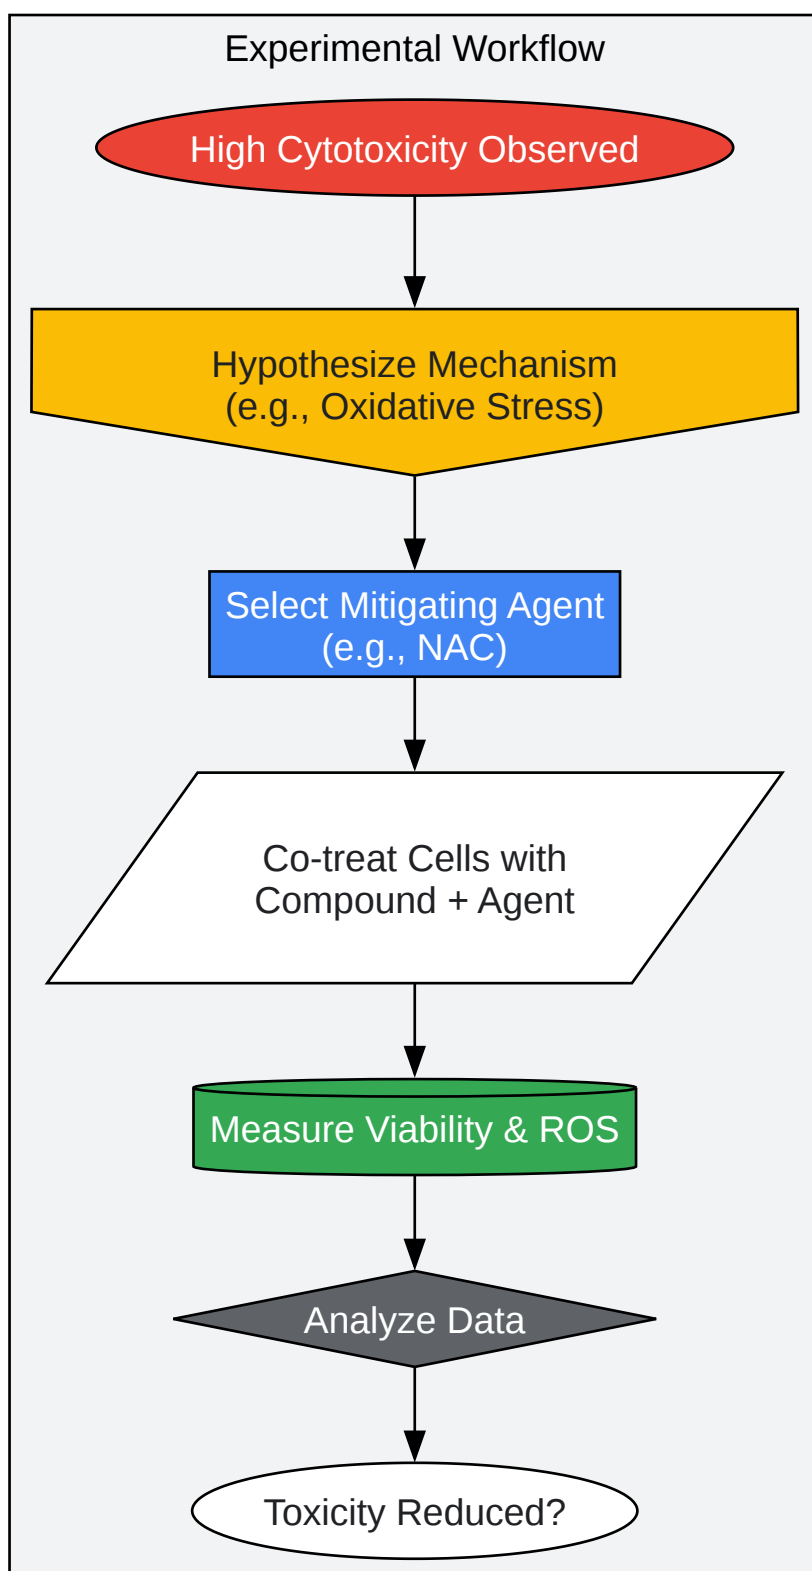 Experimental Workflow
High Cytotoxicity Observed
Hypothesize Mechanism
(e.g., Oxidative Stress)
Select Mitigating Agent
(e.g., NAC)
Co-treat Cells with
Compound + Agent
Measure Viability & ROS
Analyze Data
Toxicity Reduced?